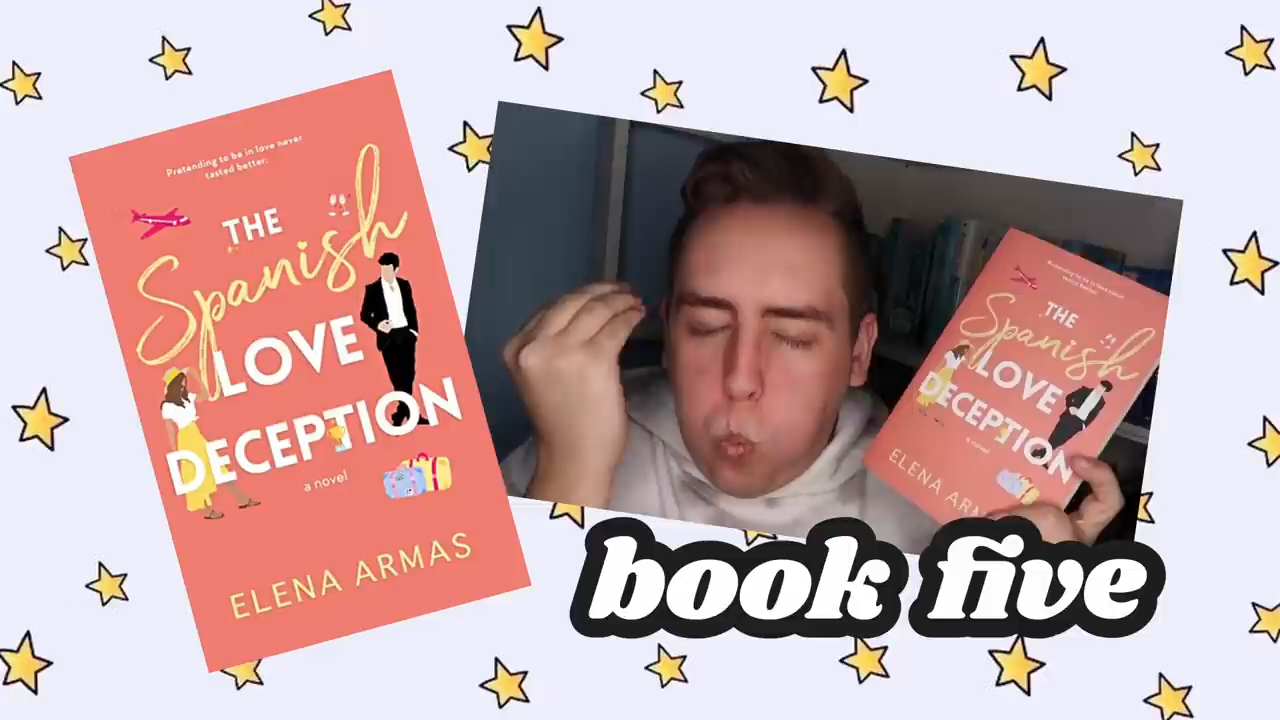 Pretending to be in love never
tasted better.
THE
Spanish
LOVE
DECEPTION
a novel
ELENA ARMAS
THE
Spanish
LOVE
DECEPTION
a novel
ELENA
book five